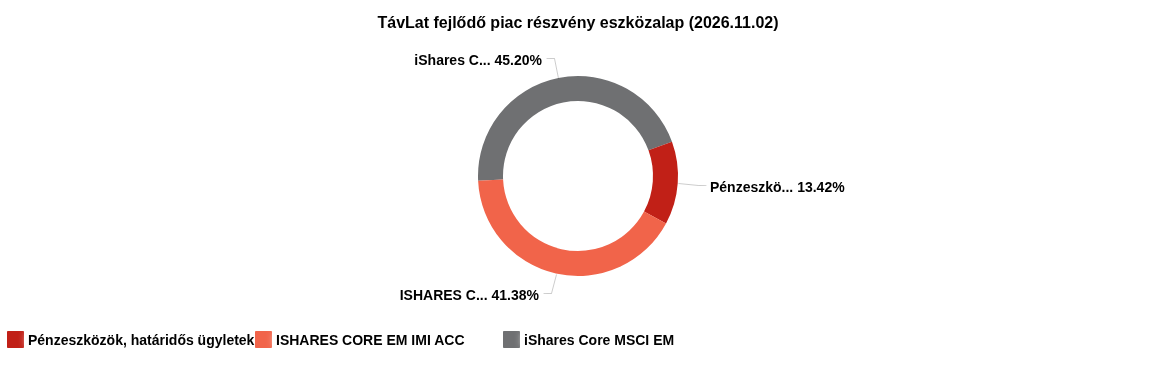 TávLat fejlődő piac részvény eszközalap (2026.11.02)
iShares C... 45.20%
Pénzeszkö... 13.42%
ISHARES C... 41.38%
Pénzeszközök, határidős ügyletek ISHARES CORE EM IMI ACC iShares Core MSCI EM